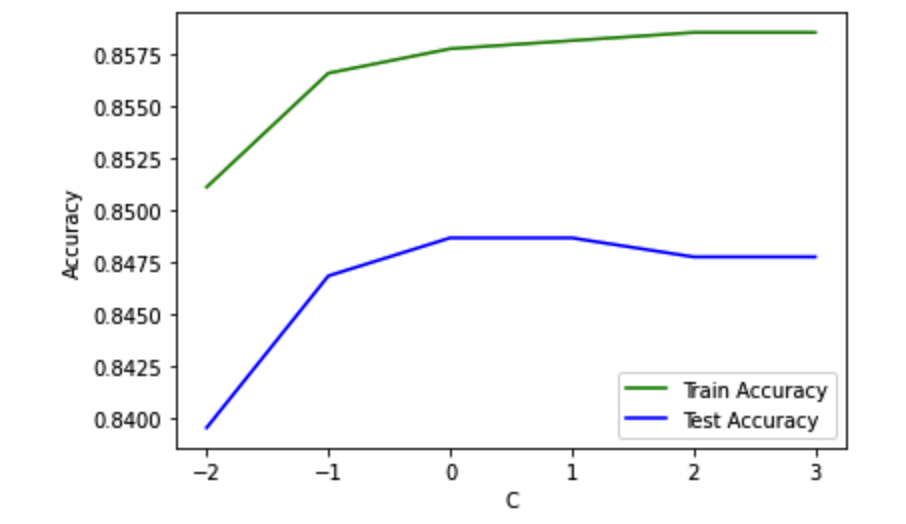 0.8575
0.8550
0.8525
0.8500
0.8475
0.8450
0.8425
0.8400
Accuracy
Train Accuracy
Test Accuracy
−2 −1 0 1 2 3
C